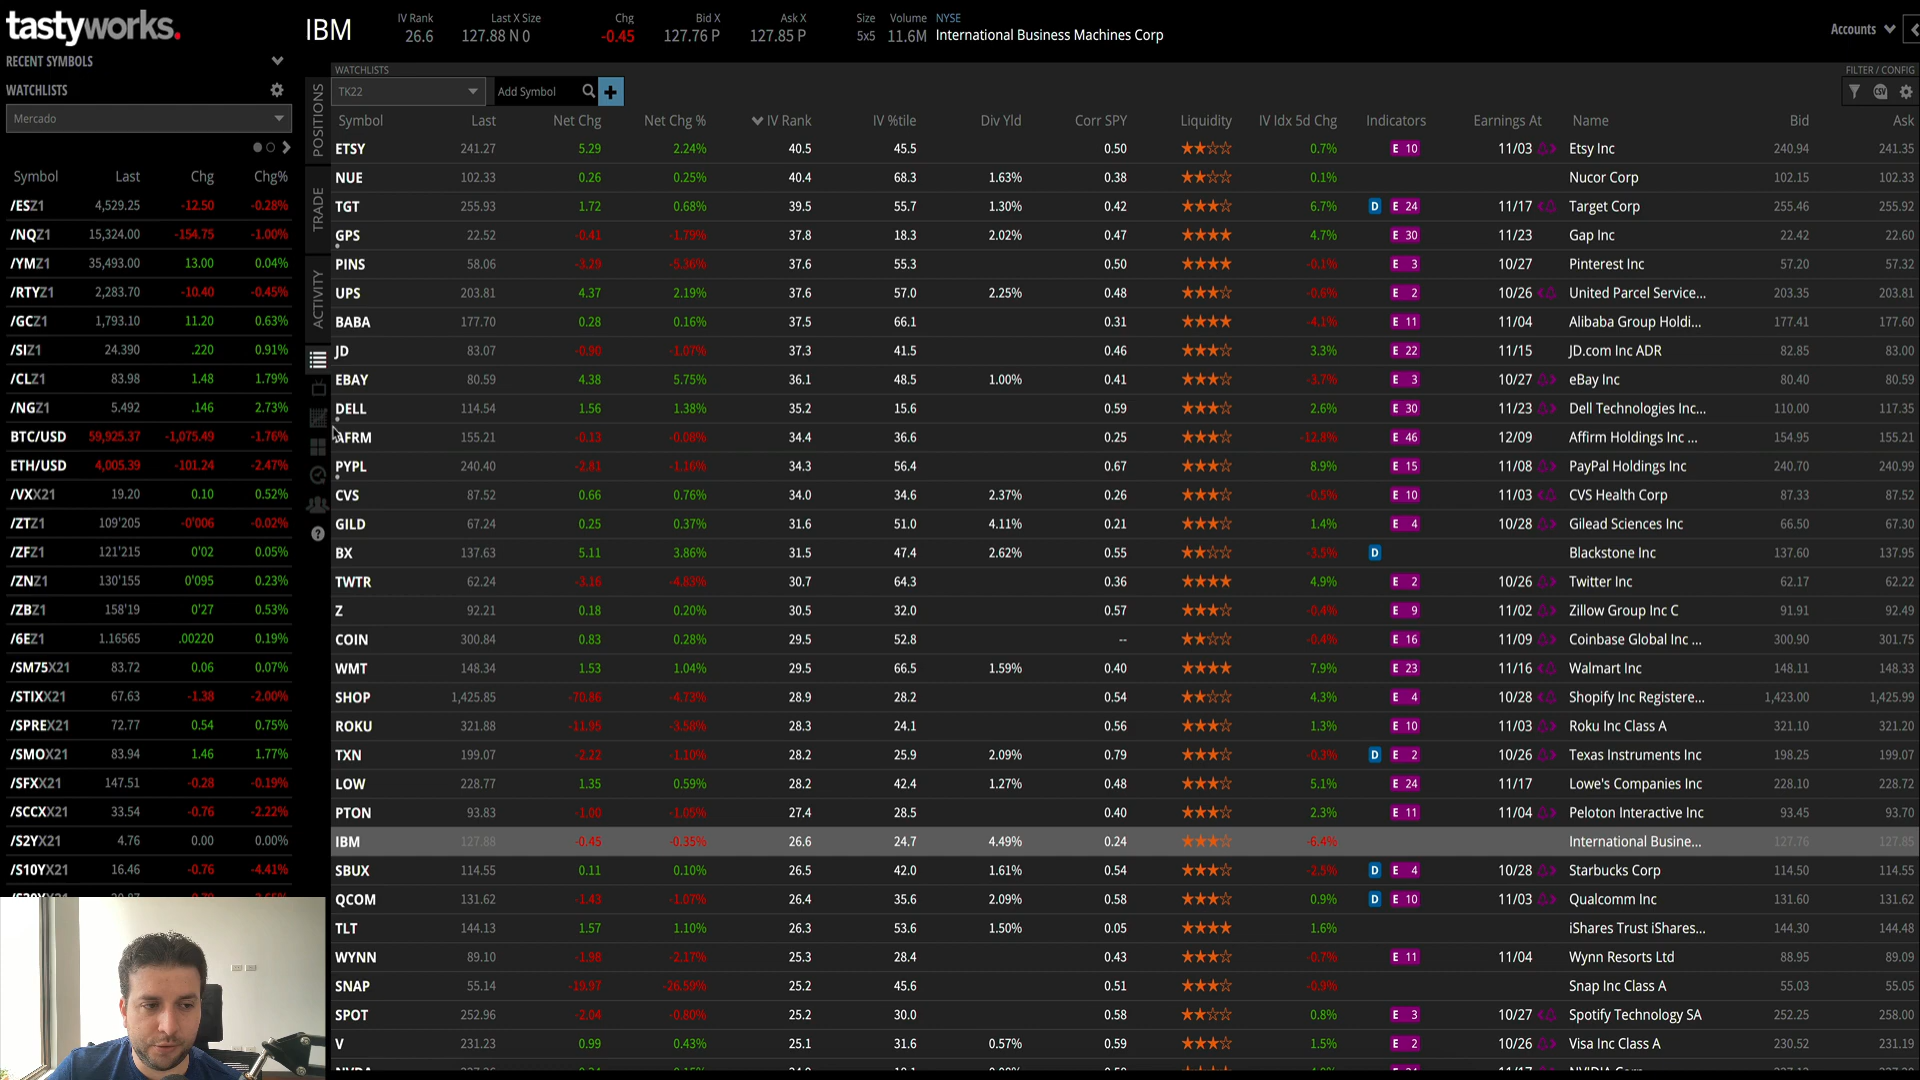 tastyworks.
IBM
IV Rank Last X Size Chg Bid X Ask X Size Volume NYSE
26.6 127.88 N 0 -0.45 127.76 P 127.85 P 5x5 11.6M International Business Machines Corp
Accounts
RECENT SYMBOLS
WATCHLISTS
Mercado
Symbol Last Chg Chg%
/ESZ1 4,529.25 -12.50 -0.28%
/NQZ1 15,324.00 -154.75 -1.00%
/YMZ1 35,493.00 13.00 0.04%
/RTYZ1 2,283.70 -10.40 -0.45%
/GCZ1 1,793.10 11.20 0.63%
/SIZ1 24.390 .220 0.91%
/CLZ1 83.98 1.48 1.79%
/NGZ1 5.492 .146 2.73%
BTC/USD 59,925.37 -1,075.49 -1.76%
ETH/USD 4,005.39 -101.24 -2.47%
/VXX21 19.20 0.10 0.52%
/ZTZ1 109'205 -0'006 -0.02%
/ZFZ1 121'215 0'02 0.05%
/ZNZ1 130'155 0'095 0.23%
/ZBZ1 158'19 0'27 0.53%
/6EZ1 1.16565 .00220 0.19%
/SM75X21 83.72 0.06 0.07%
/STIXX21 67.63 -1.38 -2.00%
/SPREX21 72.77 0.54 0.75%
/SMOX21 83.94 1.46 1.77%
/SFXX21 147.51 -0.28 -0.19%
/SCCXX21 33.54 -0.76 -2.22%
/S2YX21 4.76 0.00 0.00%
/S10YX21 16.46 -0.76 -4.41%
POSITIONS
TRADE
ACTIVITY
WATCHLISTS
TK22 Add Symbol
FILTER / CONFIG
CSV
Symbol Last Net Chg Net Chg % IV Rank IV %tile Div Yld Corr SPY Liquidity IV Idx 5d Chg Indicators Earnings At Name Bid Ask
ETSY 241.27 5.29 2.24% 40.5 45.5 0.50 0.7% E 10 11/03 Etsy Inc 240.94 241.35
NUE 102.33 0.26 0.25% 40.4 68.3 1.63% 0.38 0.1% Nucor Corp 102.15 102.33
TGT 255.93 1.72 0.68% 39.5 55.7 1.30% 0.42 6.7% D E 24 11/17 Target Corp 255.46 255.92
GPS 22.52 -0.41 -1.79% 37.8 18.3 2.02% 0.47 4.7% E 30 11/23 Gap Inc 22.42 22.60
PINS 58.06 -3.29 -5.36% 37.6 55.3 0.50 -0.1% E 3 10/27 Pinterest Inc 57.20 57.32
UPS 203.81 4.37 2.19% 37.6 57.0 2.25% 0.48 -0.6% E 2 10/26 United Parcel Service... 203.35 203.81
BABA 177.70 0.28 0.16% 37.5 66.1 0.31 -4.1% E 11 11/04 Alibaba Group Holdi... 177.41 177.60
JD 83.07 -0.90 -1.07% 37.3 41.5 0.46 3.3% E 22 11/15 JD.com Inc ADR 82.85 83.00
EBAY 80.59 4.38 5.75% 36.1 48.5 1.00% 0.41 -3.7% E 3 10/27 eBay Inc 80.40 80.59
DELL 114.54 1.56 1.38% 35.2 15.6 0.59 2.6% E 30 11/23 Dell Technologies Inc... 110.00 117.35
AFRM 155.21 -0.13 -0.08% 34.4 36.6 0.25 -12.8% E 46 12/09 Affirm Holdings Inc ... 154.95 155.21
PYPL 240.40 -2.81 -1.16% 34.3 56.4 0.67 8.9% E 15 11/08 PayPal Holdings Inc 240.70 240.99
CVS 87.52 0.66 0.76% 34.0 34.6 2.37% 0.26 -0.5% E 10 11/03 CVS Health Corp 87.33 87.52
GILD 67.24 0.25 0.37% 31.6 51.0 4.11% 0.21 1.4% E 4 10/28 Gilead Sciences Inc 66.50 67.30
BX 137.63 5.11 3.86% 31.5 47.4 2.62% 0.55 -3.5% D Blackstone Inc 137.60 137.95
TWTR 62.24 -3.16 -4.83% 30.7 64.3 0.36 4.9% E 2 10/26 Twitter Inc 62.17 62.22
Z 92.21 0.18 0.20% 30.5 32.0 0.57 -0.4% E 9 11/02 Zillow Group Inc C 91.91 92.49
COIN 300.84 0.83 0.28% 29.5 52.8 -- -0.4% E 16 11/09 Coinbase Global Inc ... 300.90 301.75
WMT 148.34 1.53 1.04% 29.5 66.5 1.59% 0.40 7.9% E 23 11/16 Walmart Inc 148.11 148.33
SHOP 1,425.85 -70.86 -4.73% 28.9 28.2 0.54 4.3% E 4 10/28 Shopify Inc Registere... 1,423.00 1,425.99
ROKU 321.88 -11.95 -3.58% 28.3 24.1 0.56 1.3% E 10 11/03 Roku Inc Class A 321.10 321.20
TXN 199.07 -2.22 -1.10% 28.2 25.9 2.09% 0.79 -0.3% D E 2 10/26 Texas Instruments Inc 198.25 199.07
LOW 228.77 1.35 0.59% 28.2 42.4 1.27% 0.48 5.1% E 24 11/17 Lowe's Companies Inc 228.10 228.72
PTON 93.83 -1.00 -1.05% 27.4 28.5 0.40 2.3% E 11 11/04 Peloton Interactive Inc 93.45 93.70
IBM 127.88 -0.45 -0.35% 26.6 24.7 4.49% 0.24 -6.4% International Busine... 127.76 127.85
SBUX 114.55 0.11 0.10% 26.5 42.0 1.61% 0.54 -2.5% D E 4 10/28 Starbucks Corp 114.50 114.55
QCOM 131.62 -1.43 -1.07% 26.4 35.6 2.09% 0.58 0.9% D E 10 11/03 Qualcomm Inc 131.60 131.62
TLT 144.13 1.57 1.10% 26.3 53.6 1.50% 0.05 1.6% iShares Trust iShares... 144.30 144.48
WYNN 89.10 -1.98 -2.17% 25.3 28.4 0.43 -0.7% E 11 11/04 Wynn Resorts Ltd 88.95 89.09
SNAP 55.14 -19.97 -26.59% 25.2 45.6 0.51 -0.9% Snap Inc Class A 55.03 55.05
SPOT 252.96 -2.04 -0.80% 25.2 30.0 0.58 0.8% E 3 10/27 Spotify Technology SA 252.25 258.00
V 231.23 0.99 0.43% 25.1 31.6 0.57% 0.59 1.5% E 2 10/26 Visa Inc Class A 230.52 231.19